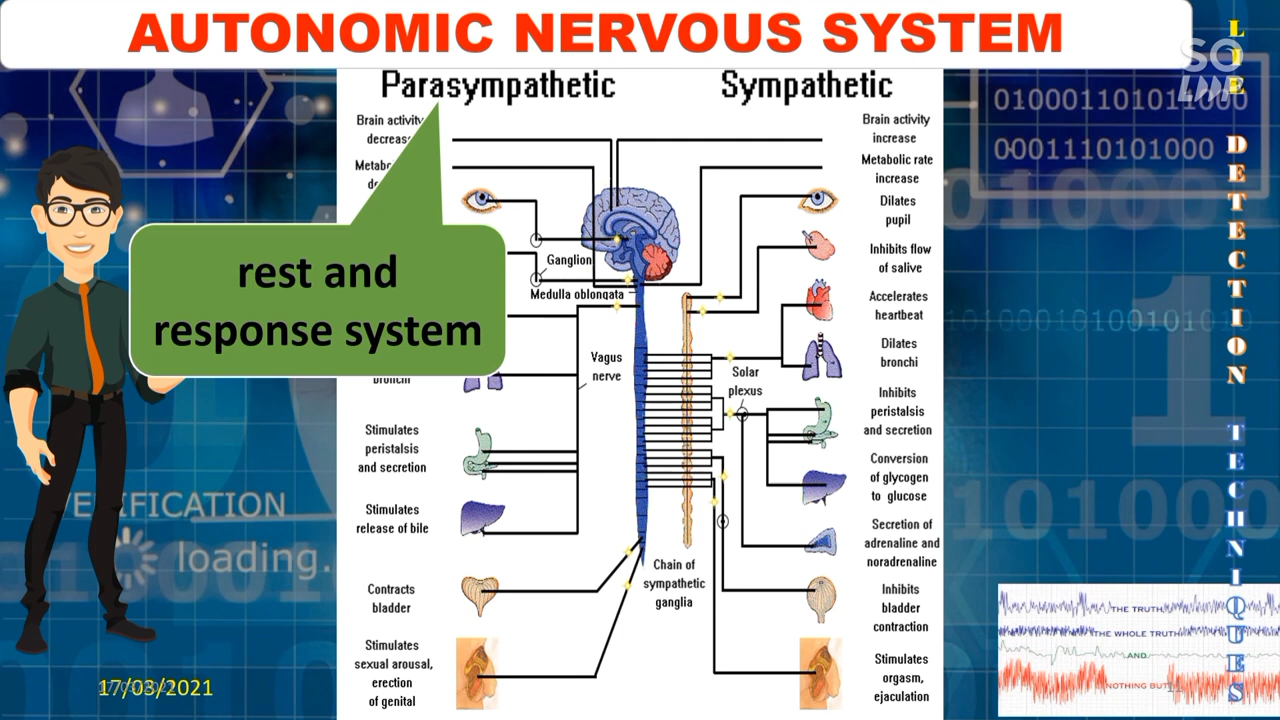 AUTONOMIC NERVOUS SYSTEM
Parasympathetic
Sympathetic
Brain activity
Ganglion
Medulla oblongata
rest and
response system
bronchi
Vagus
nerve
Stimulates
peristalsis
and secretion
Stimulates
release of bile
Contracts
bladder
Stimulates
sexual arousal,
erection
of genital
Chain of
sympathetic
ganglia
Solar
plexus
Brain activity
increase
Metabolic rate
increase
Dilates
pupil
Inhibits flow
of salive
Accelerates
heartbeat
Dilates
bronchi
Inhibits
peristalsis
and secretion
Conversion
of glycogen
to glucose
Secretion of
adrenaline and
noradrenaline
Inhibits
bladder
contraction
Stimulates
orgasm,
ejaculation
LIE DETECTION TECHNIQUES
0001110101000
loading.
17/03/2021
THE TRUTH
THE WHOLE TRUTH
AND
NOTHING BUT
11